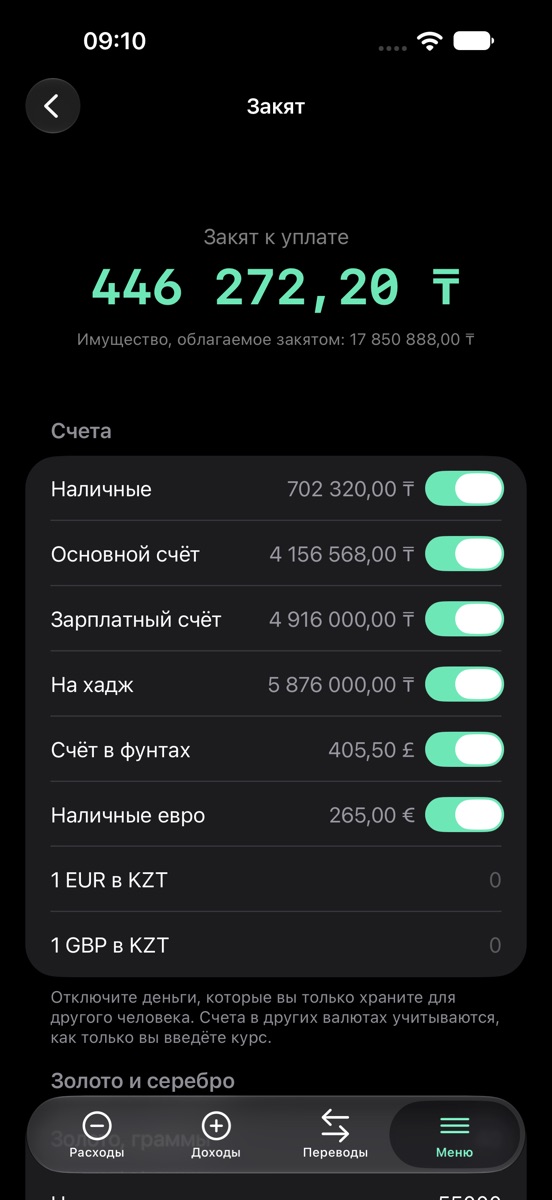 09:10
Закят
Закят к уплате
446 272,20 ₸
Имущество, облагаемое закятом: 17 850 888,00 ₸
Счета
Наличные 702 320,00 ₸
Основной счёт 4 156 568,00 ₸
Зарплатный счёт 4 916 000,00 ₸
На хадж 5 876 000,00 ₸
Счёт в фунтах 405,50 £
Наличные евро 265,00 €
1 EUR в KZT 0
1 GBP в KZT 0
Отключите деньги, которые вы только храните для
другого человека. Счета в других валютах учитываются,
как только вы введёте курс.
Золото и серебро
Золото, граммы
Расходы Доходы Переводы Меню
55000